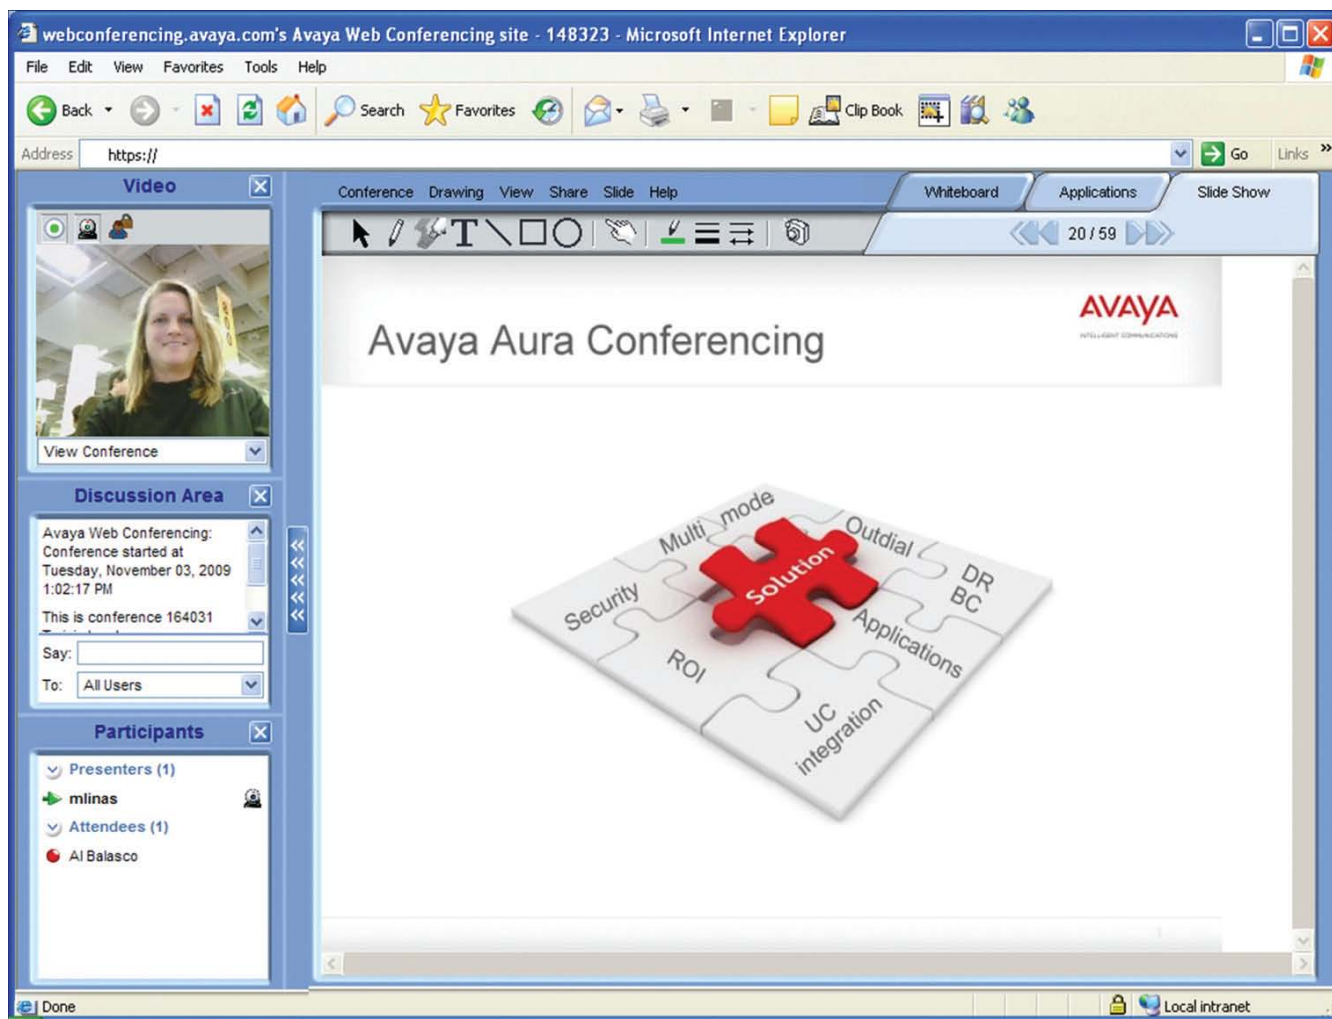 webconferencing.avaya.com's Avaya Web Conferencing site - 148323 - Microsoft Internet Explorer
File Edit View Favorites Tools Help
Back Search Favorites Clip Book
Address https:// Go Links »
Video
View Conference
Discussion Area
Avaya Web Conferencing:
Conference started at
Tuesday, November 03, 2009
1:02:17 PM
This is conference 164031
Say:
To: All Users
Participants
Presenters (1)
mlinas
Attendees (1)
Al Balasco
Conference Drawing View Share Slide Help
Whiteboard Applications Slide Show
T
20 / 59
AVAYA
INTELLIGENT COMMUNICATIONS
Avaya Aura Conferencing
Multi mode
Outdial
DR
BC
Security
Solution
Applications
ROI
UC
integration
Done
Local intranet